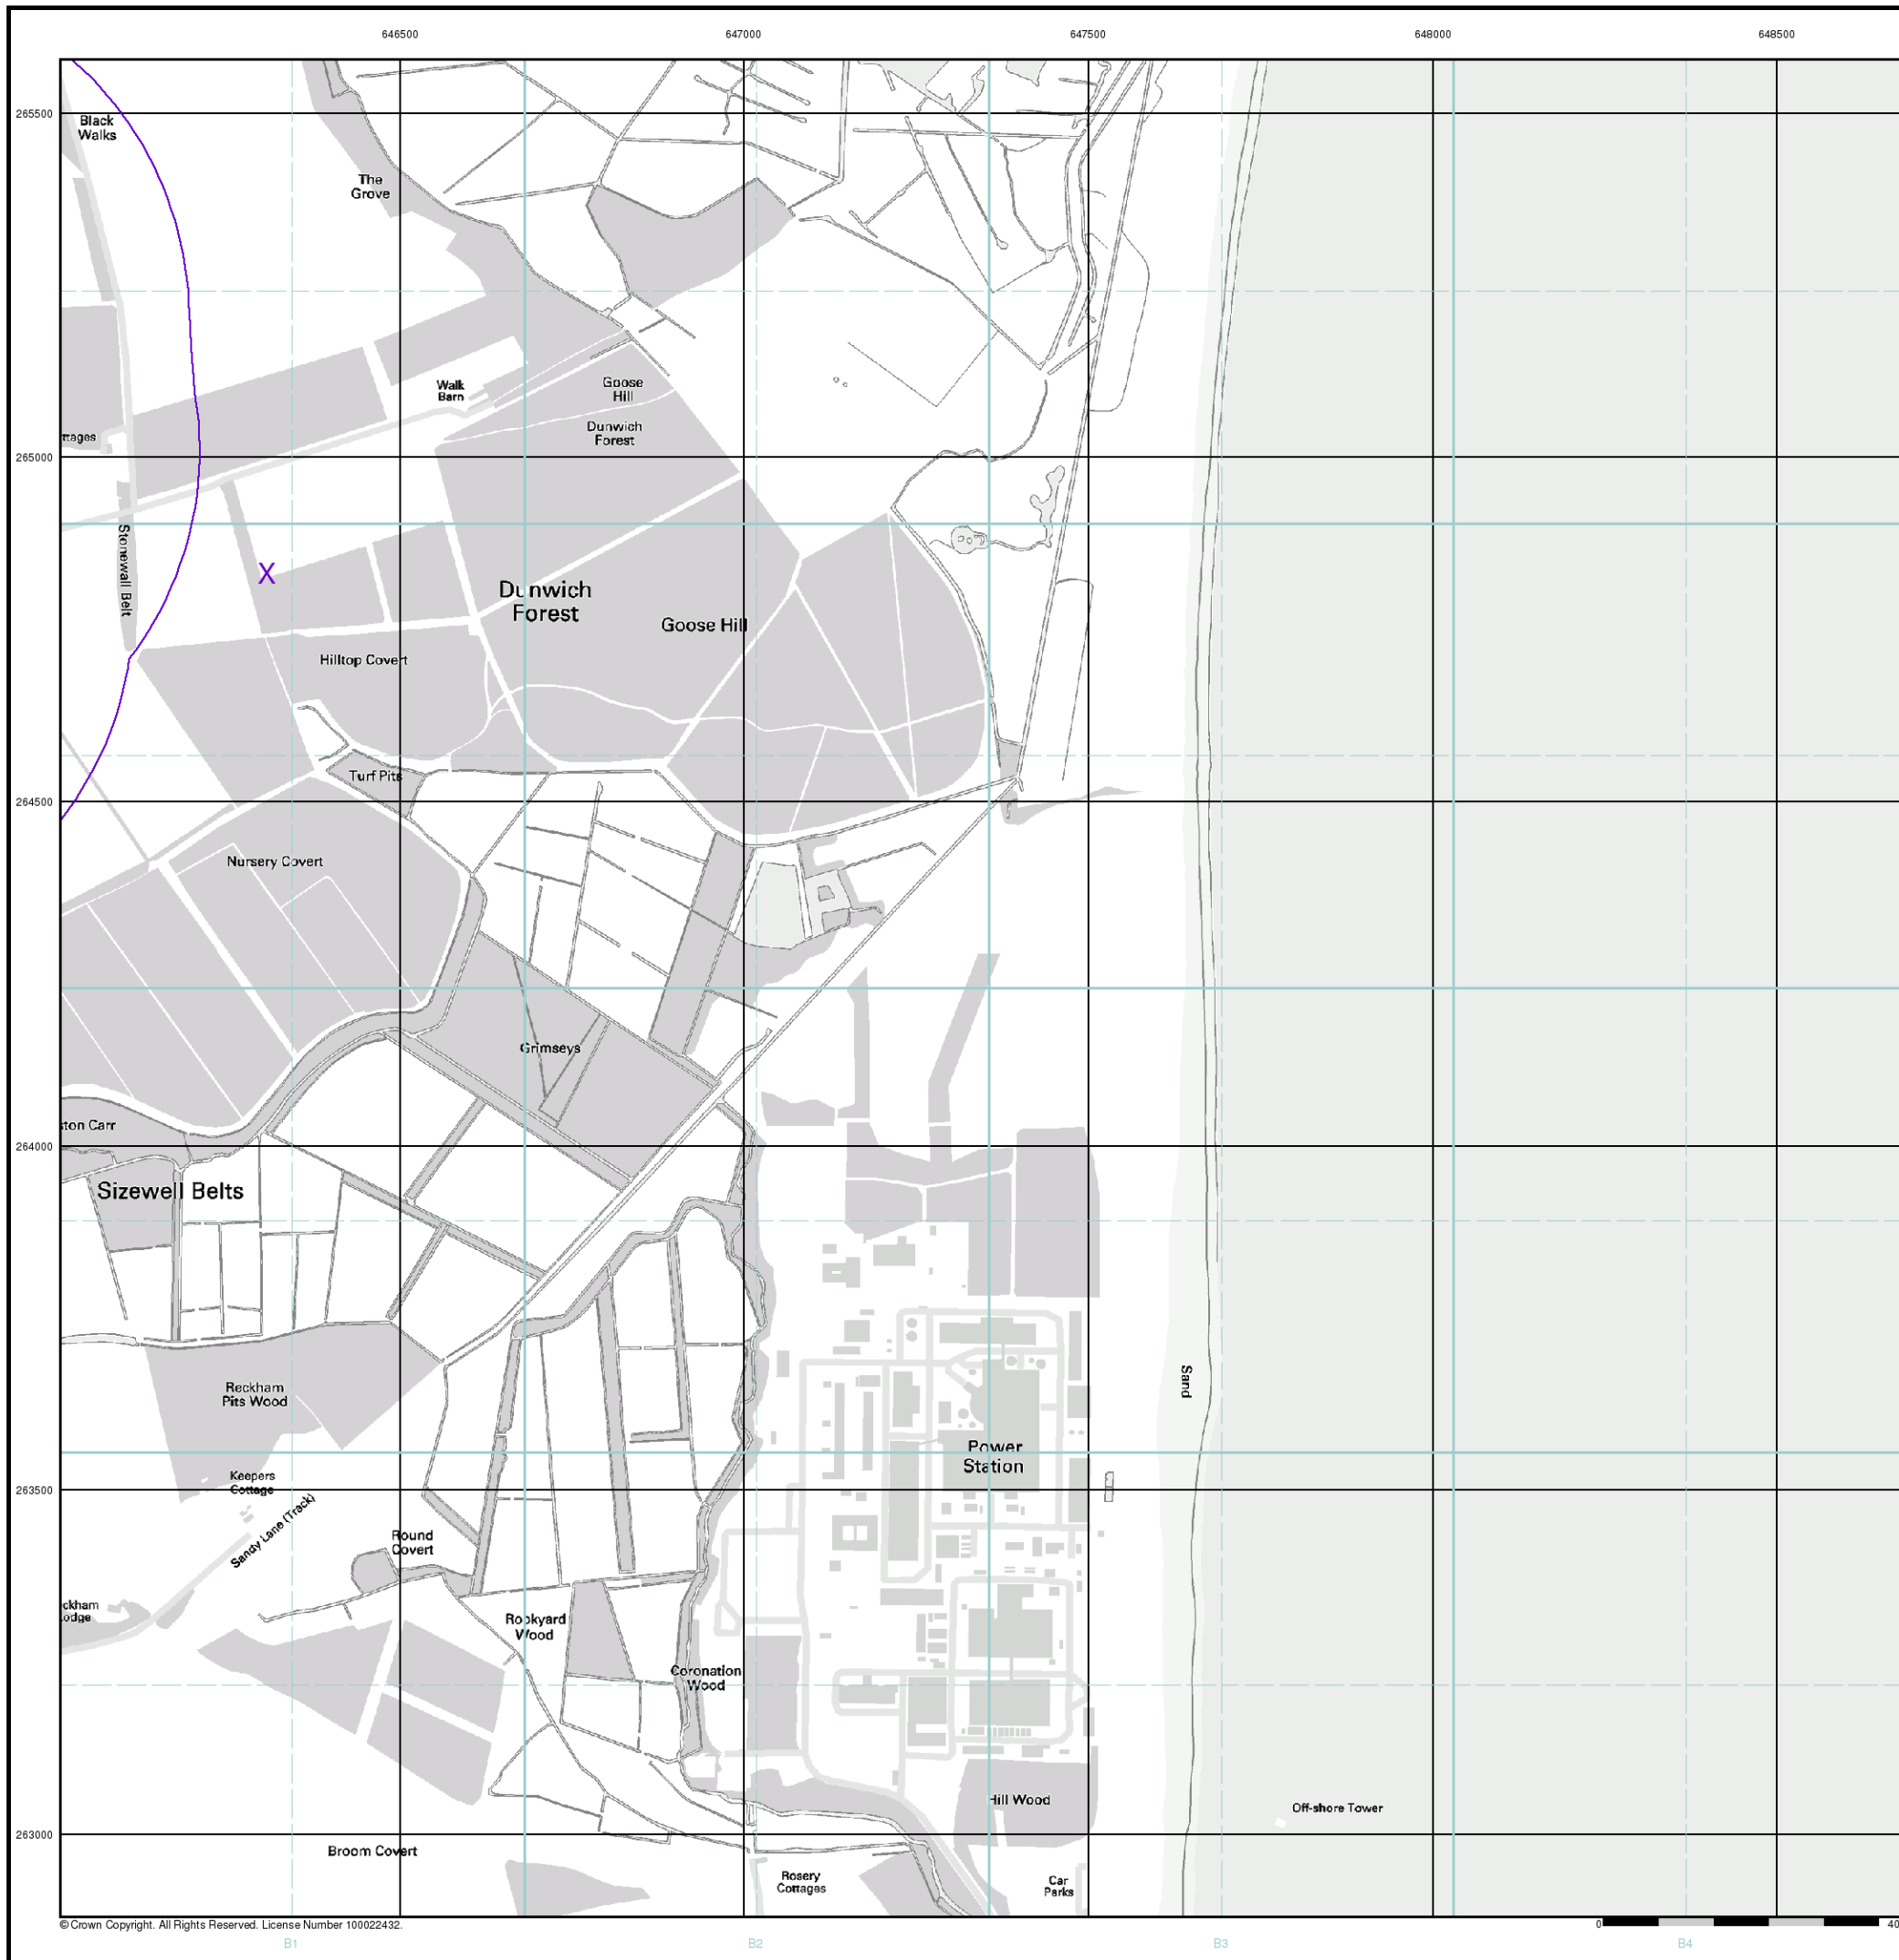 646500 647000 647500 648000 648500
265500
Black
Walks
The
Grove
Walk
Barn
Goose
Hill
Dunwich
Forest
ttages
265000
Stonewall Belt
X
Dunwich
Forest
Goose Hill
Hilltop Covert
Turf Pits
264500
Nursery Covert
Grimseys
ston Carr
264000
Sizewell Belts
Sand
Reckham
Pits Wood
Power
Station
Keepers
Cottage
263500
Sandy Lane (Track)
Round
Covert
eckham
Lodge
Rookyard
Wood
Coronation
Wood
Hill Wood
Off-shore Tower
263000
Broom Covert
Rosery
Cottages
Car
Parks
© Crown Copyright. All Rights Reserved. License Number 100022432.
0 40
B1 B2 B3 B4